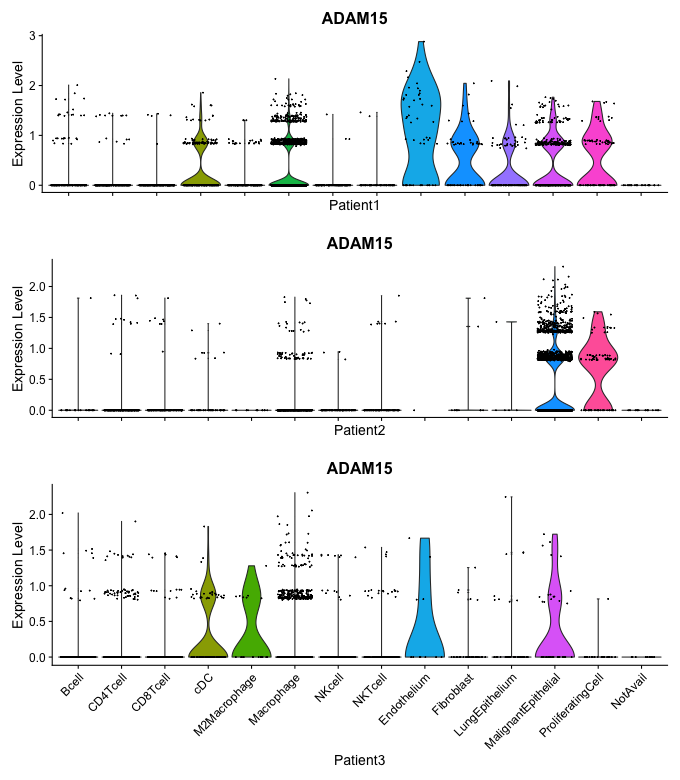 ADAM15
Expression Level
3
2
1
0
Patient1
ADAM15
Expression Level
2.0
1.5
1.0
0.5
0.0
Patient2
ADAM15
Expression Level
2.0
1.5
1.0
0.5
0.0
Bcell
CD4Tcell
CD8Tcell
cDC
M2Macrophage
Macrophage
NKcell
NKTcell
Endothelium
Fibroblast
LungEpithelium
MalignantEpithelial
ProliferatingCell
NotAvail
Patient3